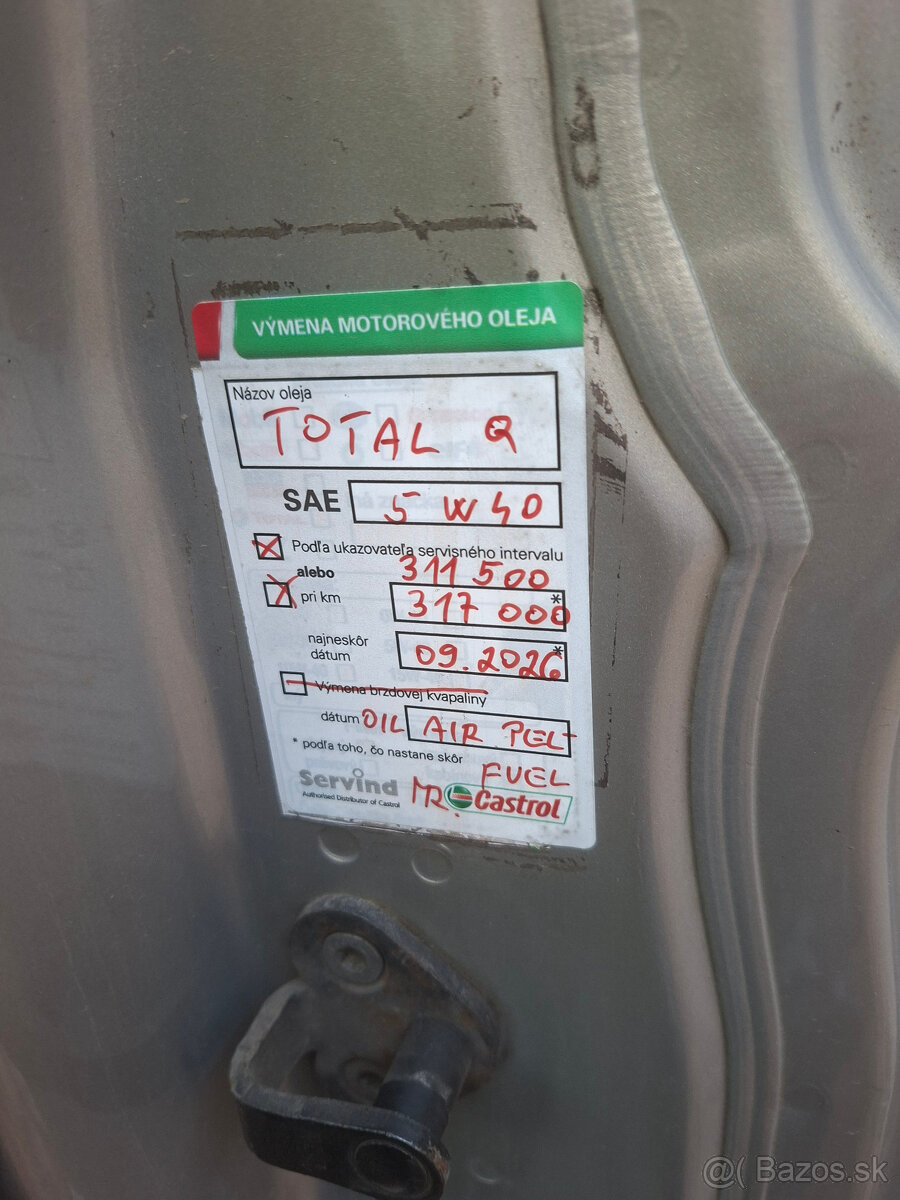 VÝMENA MOTOROVÉHO OLEJA
Názov oleja
TOTAL Q
SAE 5W40
Podľa ukazovateľa servisného intervalu
alebo 311 500
pri km 317 000*
najneskôr
dátum 09.2026*
Výmena brzdovej kvapaliny
dátum OIL AIR PEL
* podľa toho, čo nastane skôr
FUEL
Servind MR. Castrol
Authorised Distributor of Castrol
@( Bazos.sk